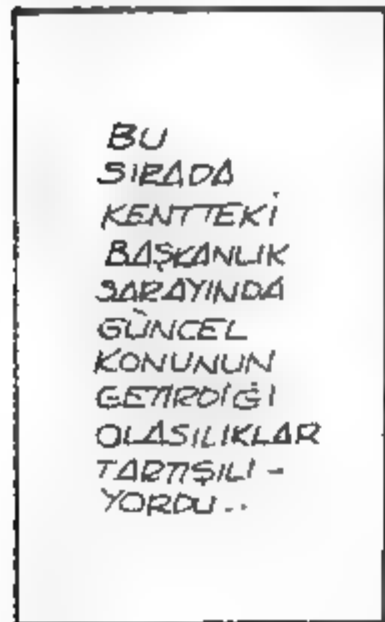 BU
SIRADA
KENTTEKİ
BAŞKANLIK
SARAYINDA
GÜNCEL
KONUNUN
GETİRDİĞİ
OLASILIKLAR
TARTIŞILI-
YORDU..